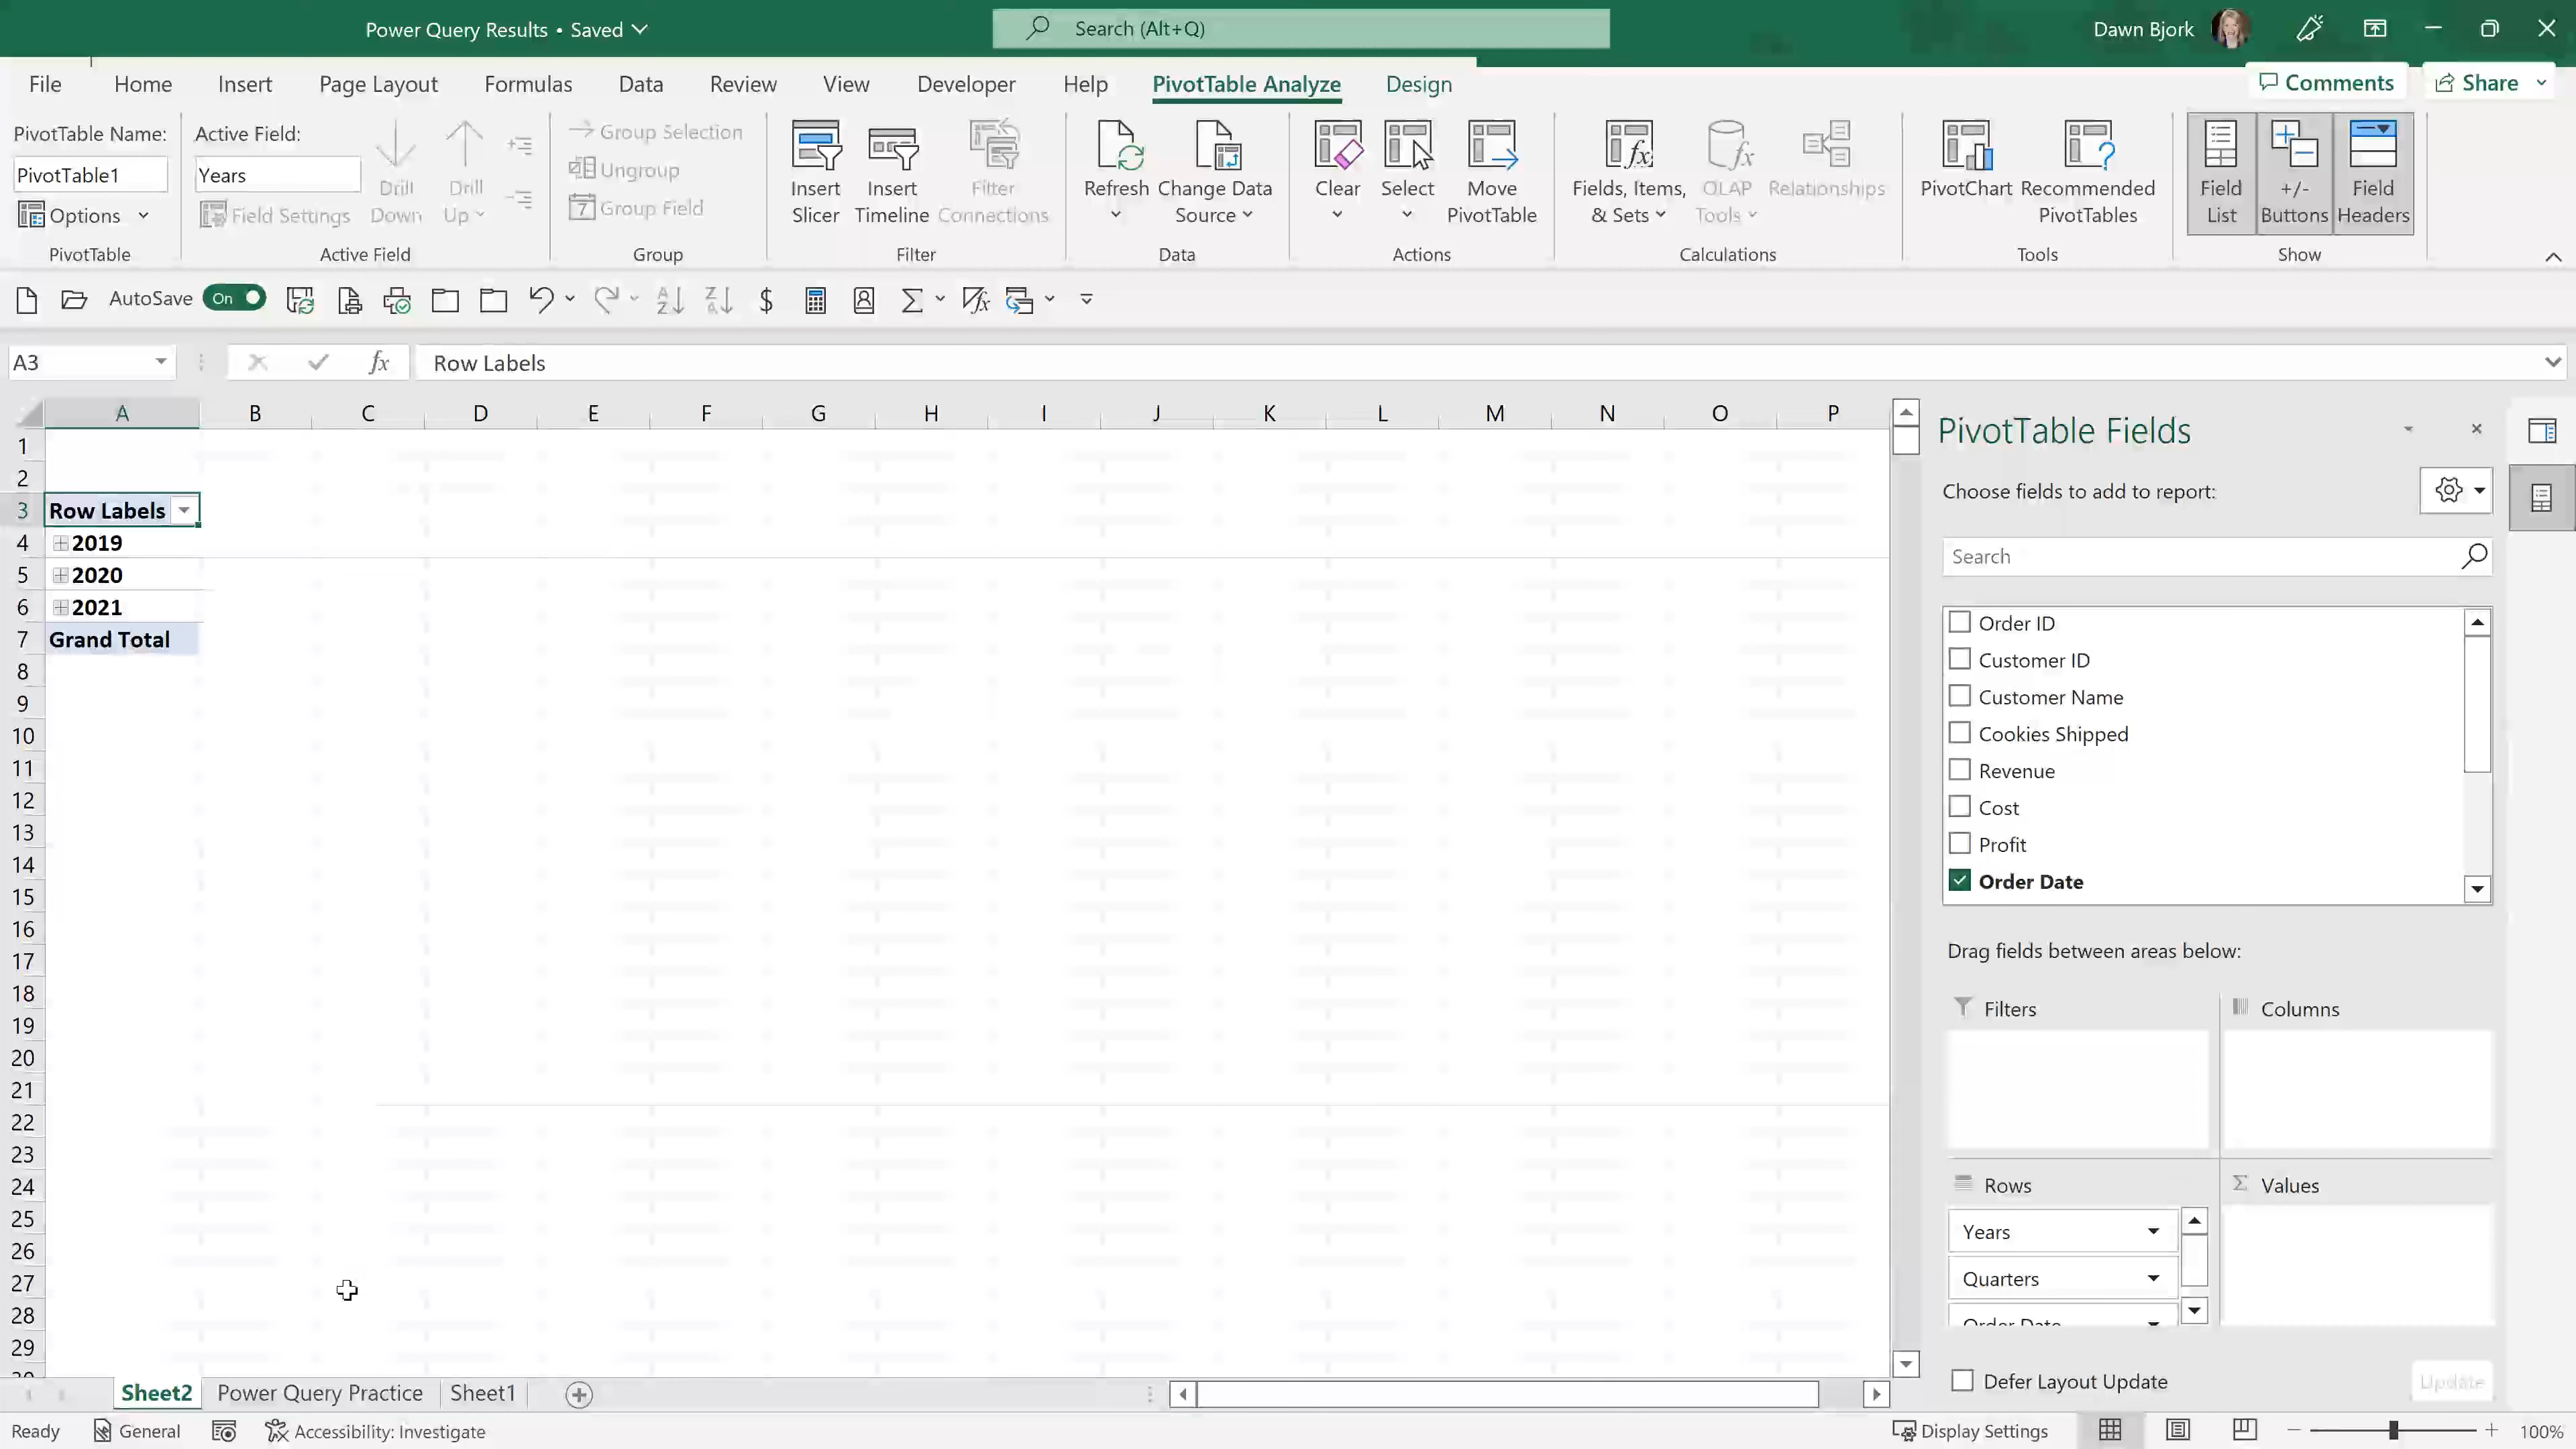 Power Query Results • Saved
Search (Alt+Q)
Dawn Bjork
File Home Insert Page Layout Formulas Data Review View Developer Help PivotTable Analyze Design
Comments Share
PivotTable Name:
PivotTable1
Options
PivotTable
Active Field:
Years
Field Settings
Drill Down
Drill Up
Active Field
Group Selection
Ungroup
Group Field
Group
Insert Slicer
Insert Timeline
Filter Connections
Filter
Refresh
Change Data Source
Data
Clear
Select
Move PivotTable
Actions
Fields, Items, & Sets
OLAP Tools
Relationships
Calculations
PivotChart
Recommended PivotTables
Tools
Field List
+/- Buttons
Field Headers
Show
AutoSave On
A3
fx
Row Labels
A B C D E F G H I J K L M N O P
1
2
3 Row Labels
4 2019
5 2020
6 2021
7 Grand Total
8
9
10
11
12
13
14
15
16
17
18
19
20
21
22
23
24
25
26
27
28
29
PivotTable Fields
Choose fields to add to report:
Search
Order ID
Customer ID
Customer Name
Cookies Shipped
Revenue
Cost
Profit
Order Date
Drag fields between areas below:
Filters
Columns
Rows
Values
Years
Quarters
Order Date
Defer Layout Update
Update
Sheet2 Power Query Practice Sheet1
Ready General Accessibility: Investigate
Display Settings
100%